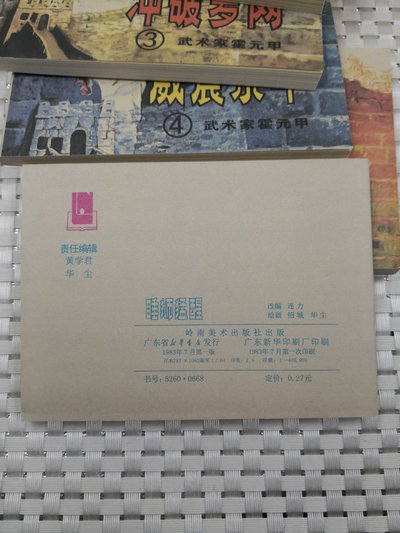 冲破罗网
③ 武术家霍元甲
威震京华
④ 武术家霍元甲
责任编辑
黄学君
华尘
睡狮猛醒
改编 连力
绘画 绍城 华尘
岭南美术出版社出版
广东省新华书店发行 广东新华印刷厂印刷
1983年7月第一版 1983年7月第一次印刷
书号:8260·0668 定价:0.27元